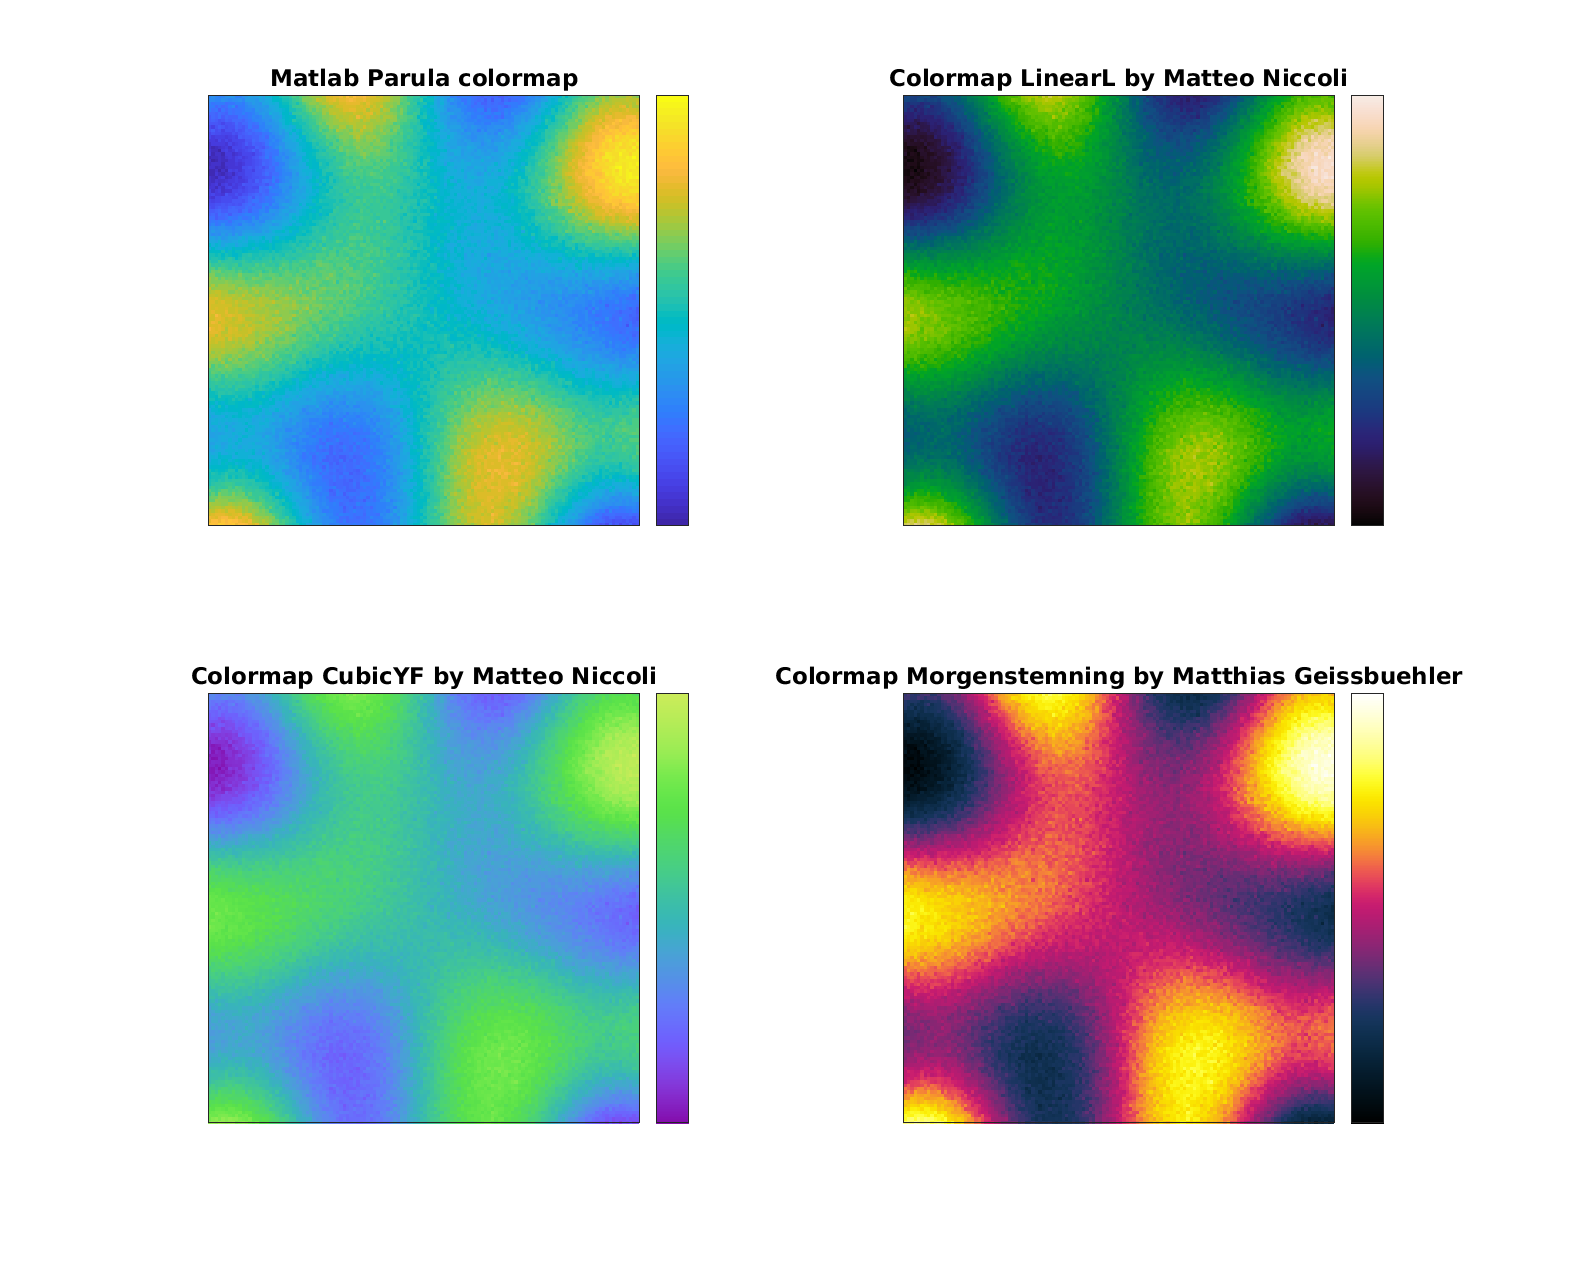 Matlab Parula colormap
Colormap LinearL by Matteo Niccoli
Colormap CubicYF by Matteo Niccoli
Colormap Morgenstemning by Matthias Geissbuehler